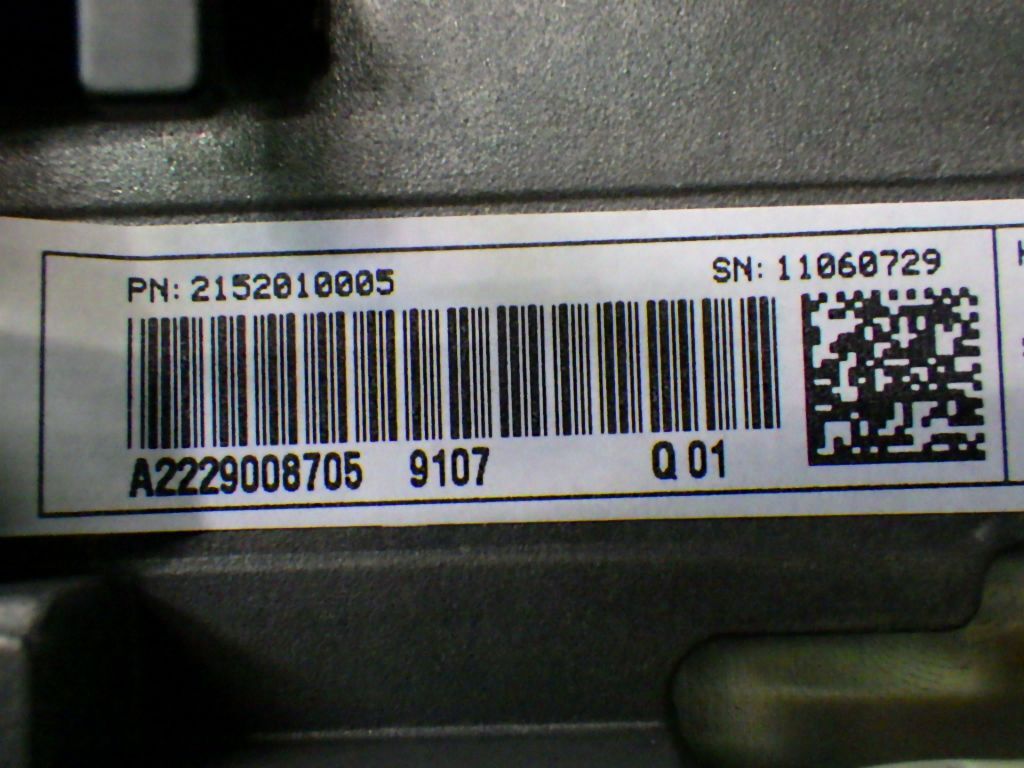 PN: 2152010005 SN: 11060729
A2229008705 9107 Q 01